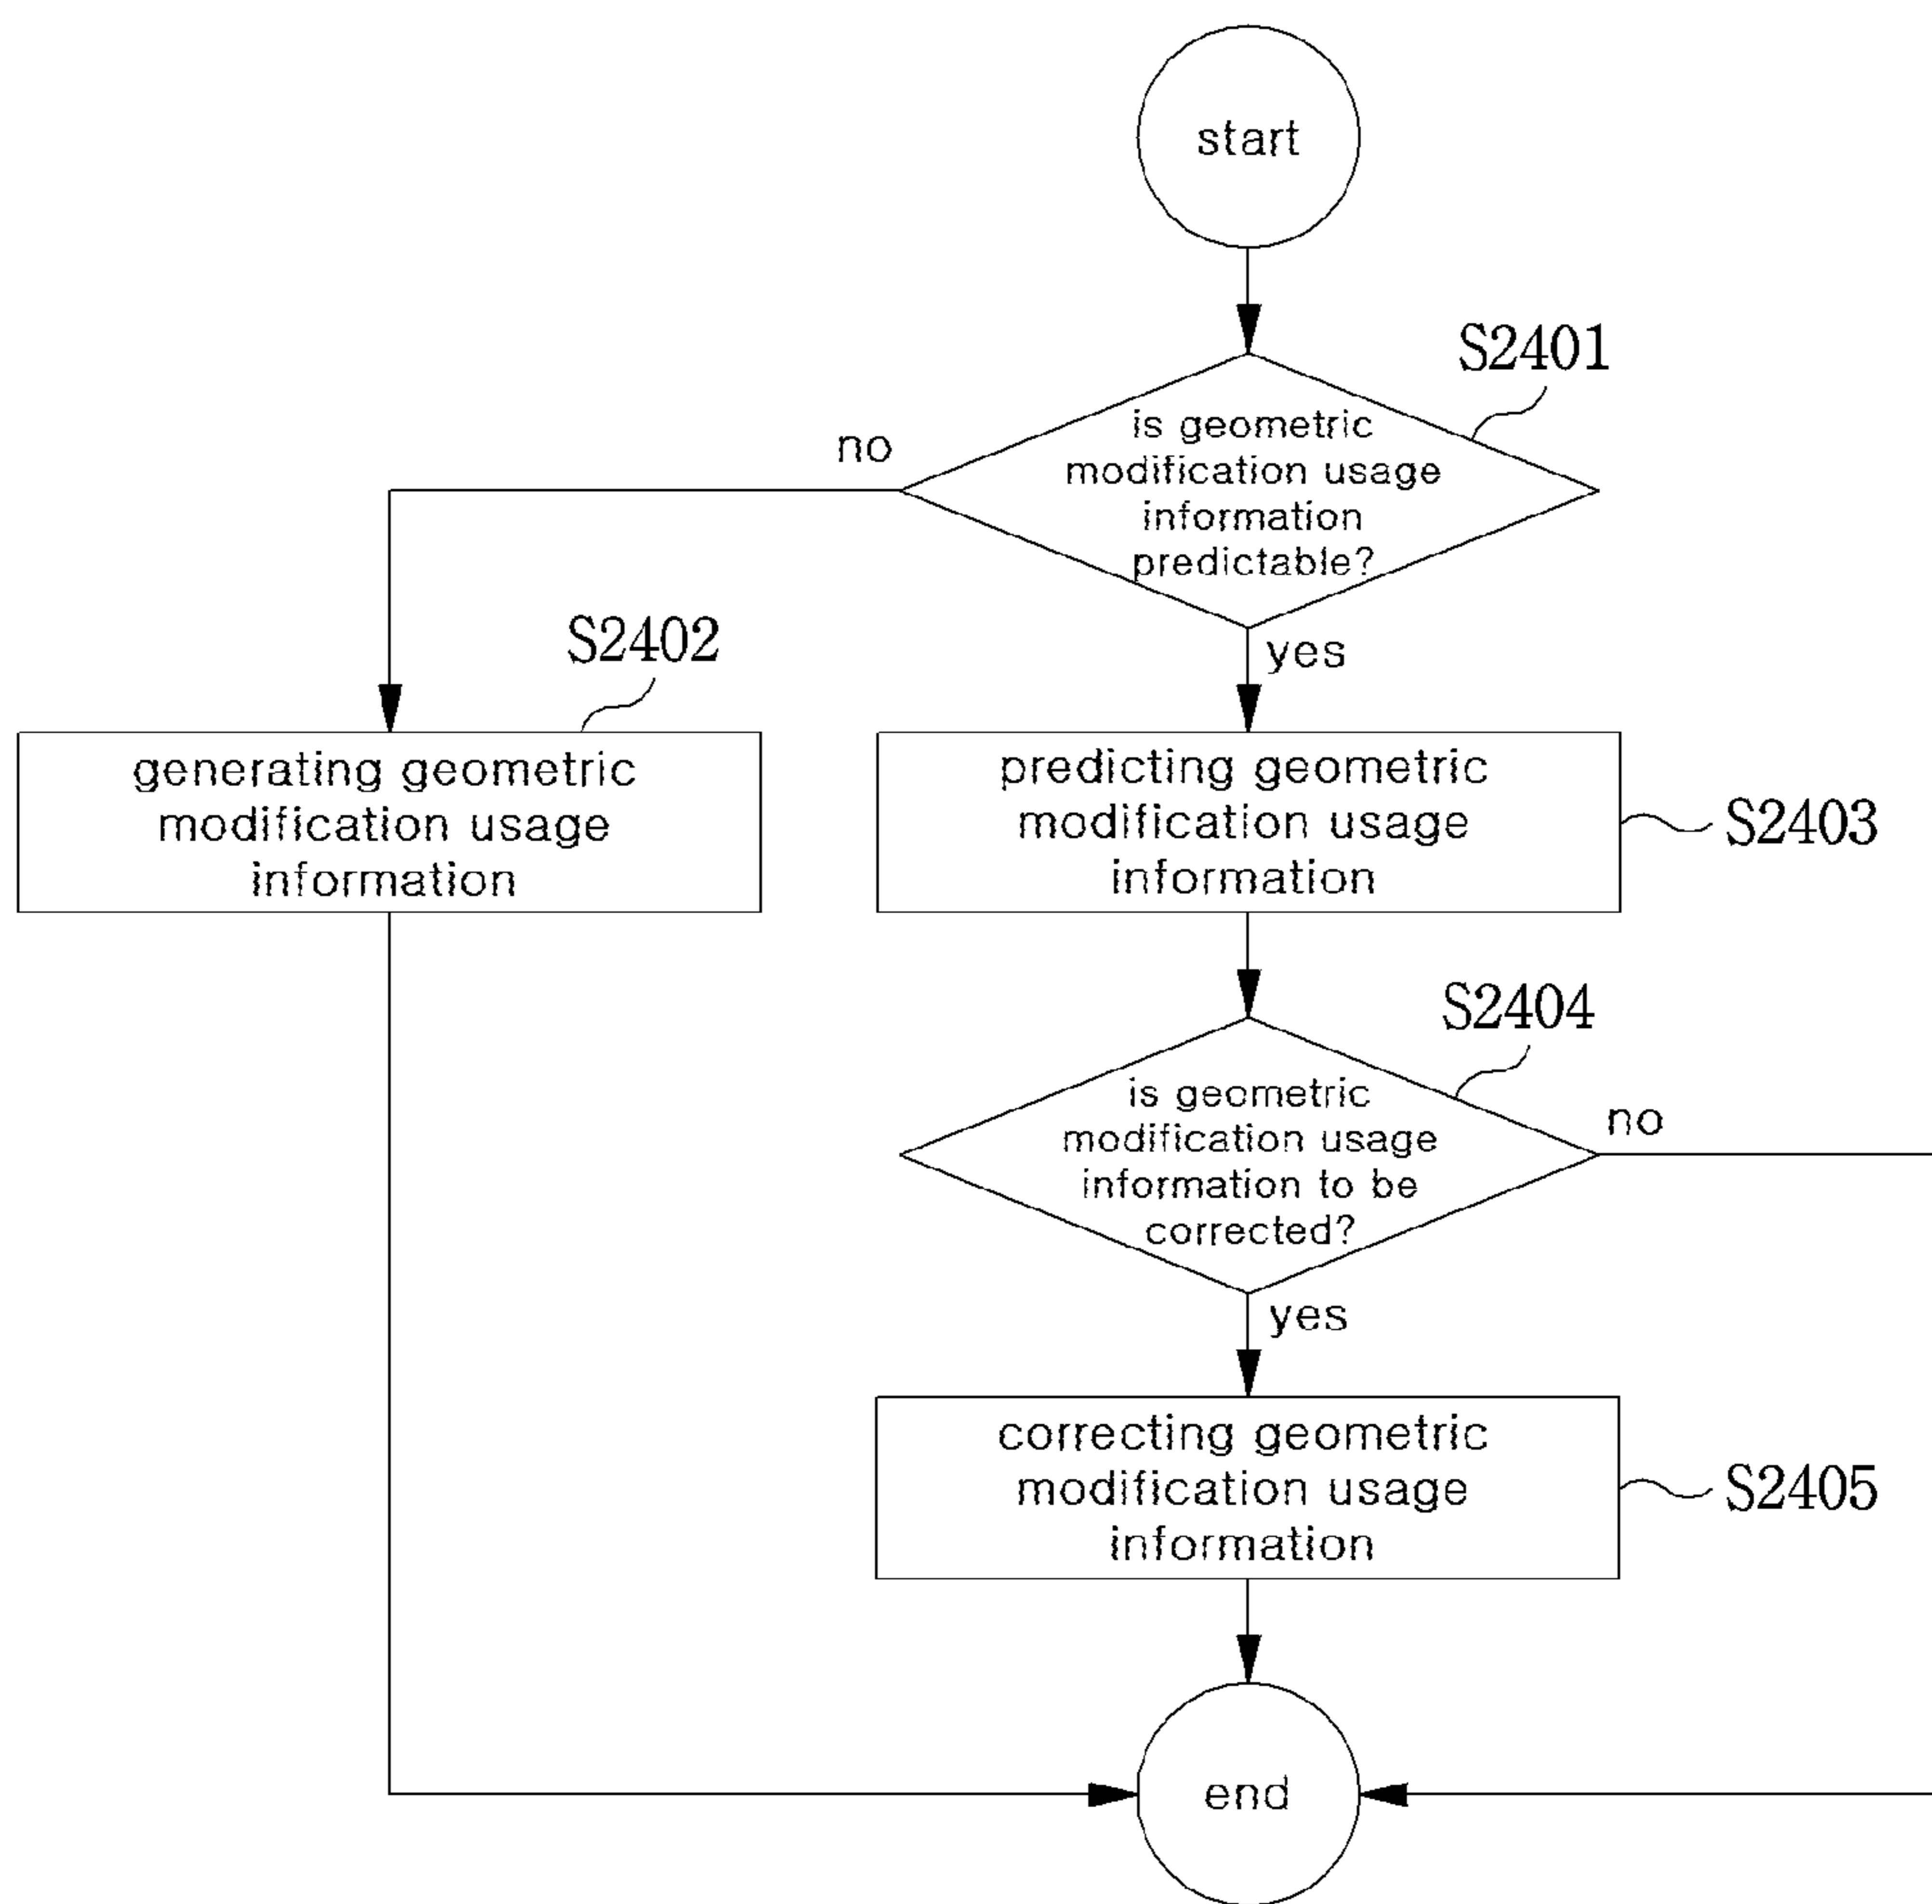 start
S2401
is geometric
modification usage
information
predictable?
no
yes
S2402
generating geometric
modification usage
information
predicting geometric
modification usage
information
S2403
S2404
is geometric
modification usage
information to be
corrected?
no
yes
correcting geometric
modification usage
information
S2405
end